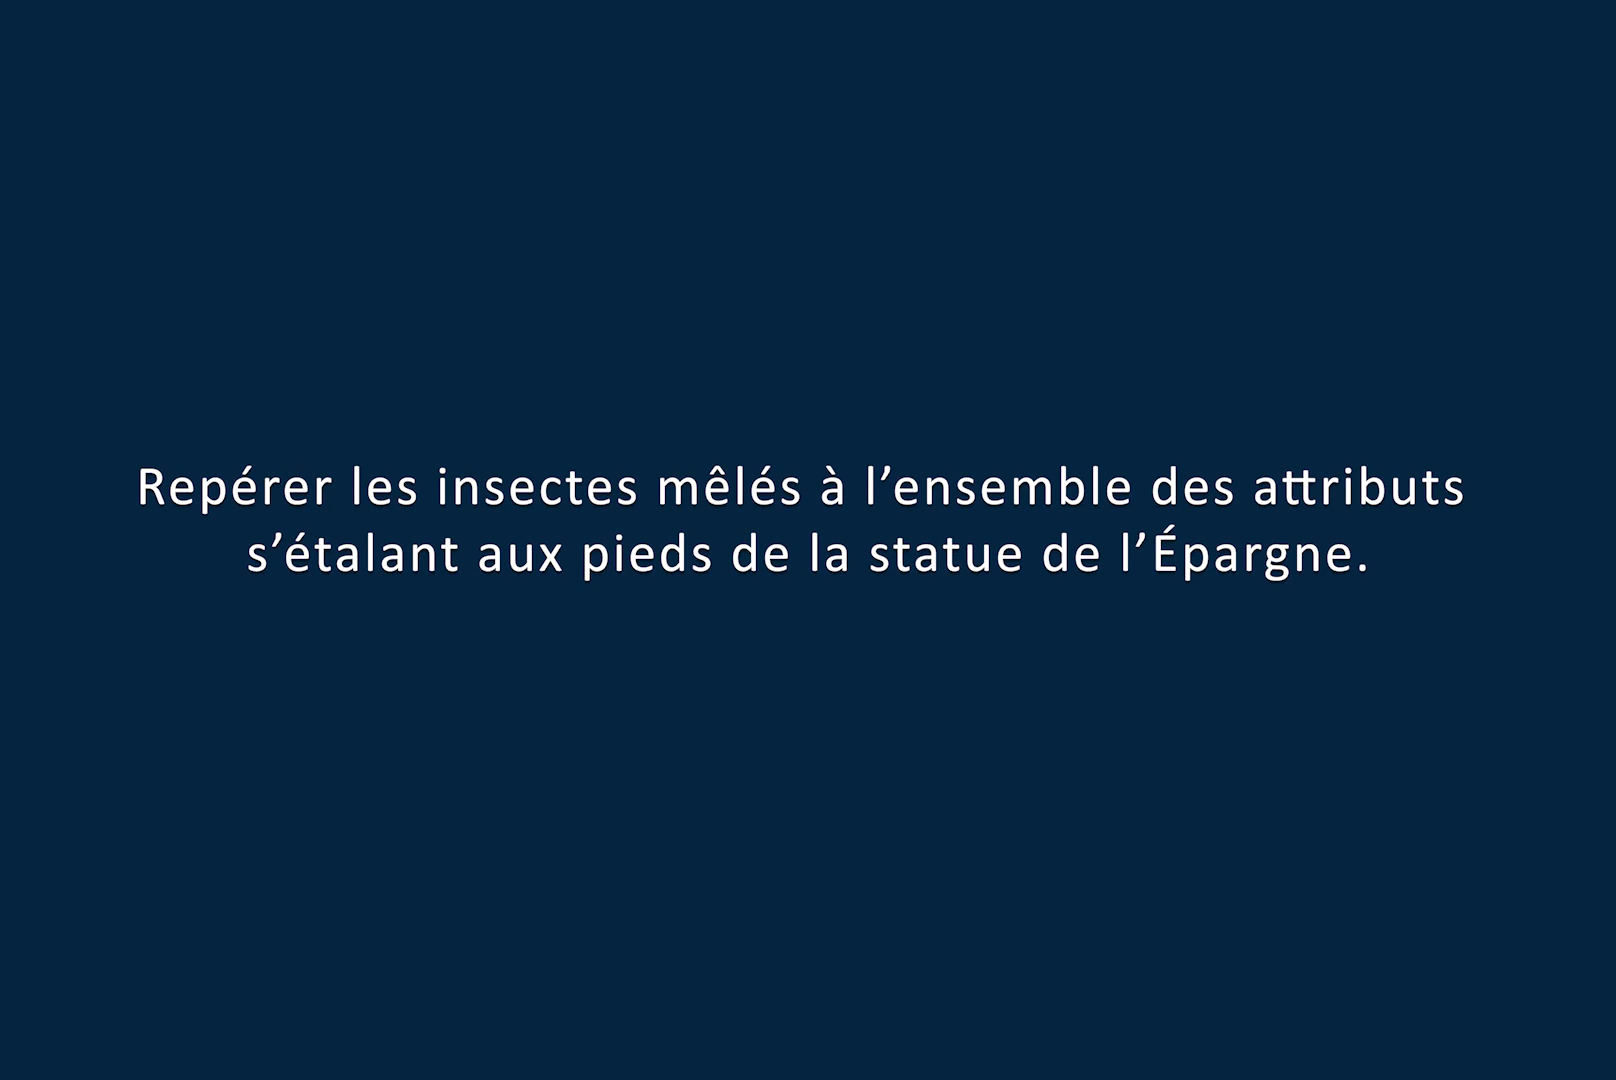 Repérer les insectes mêlés à l’ensemble des attributs
s’étalant aux pieds de la statue de l’Épargne.